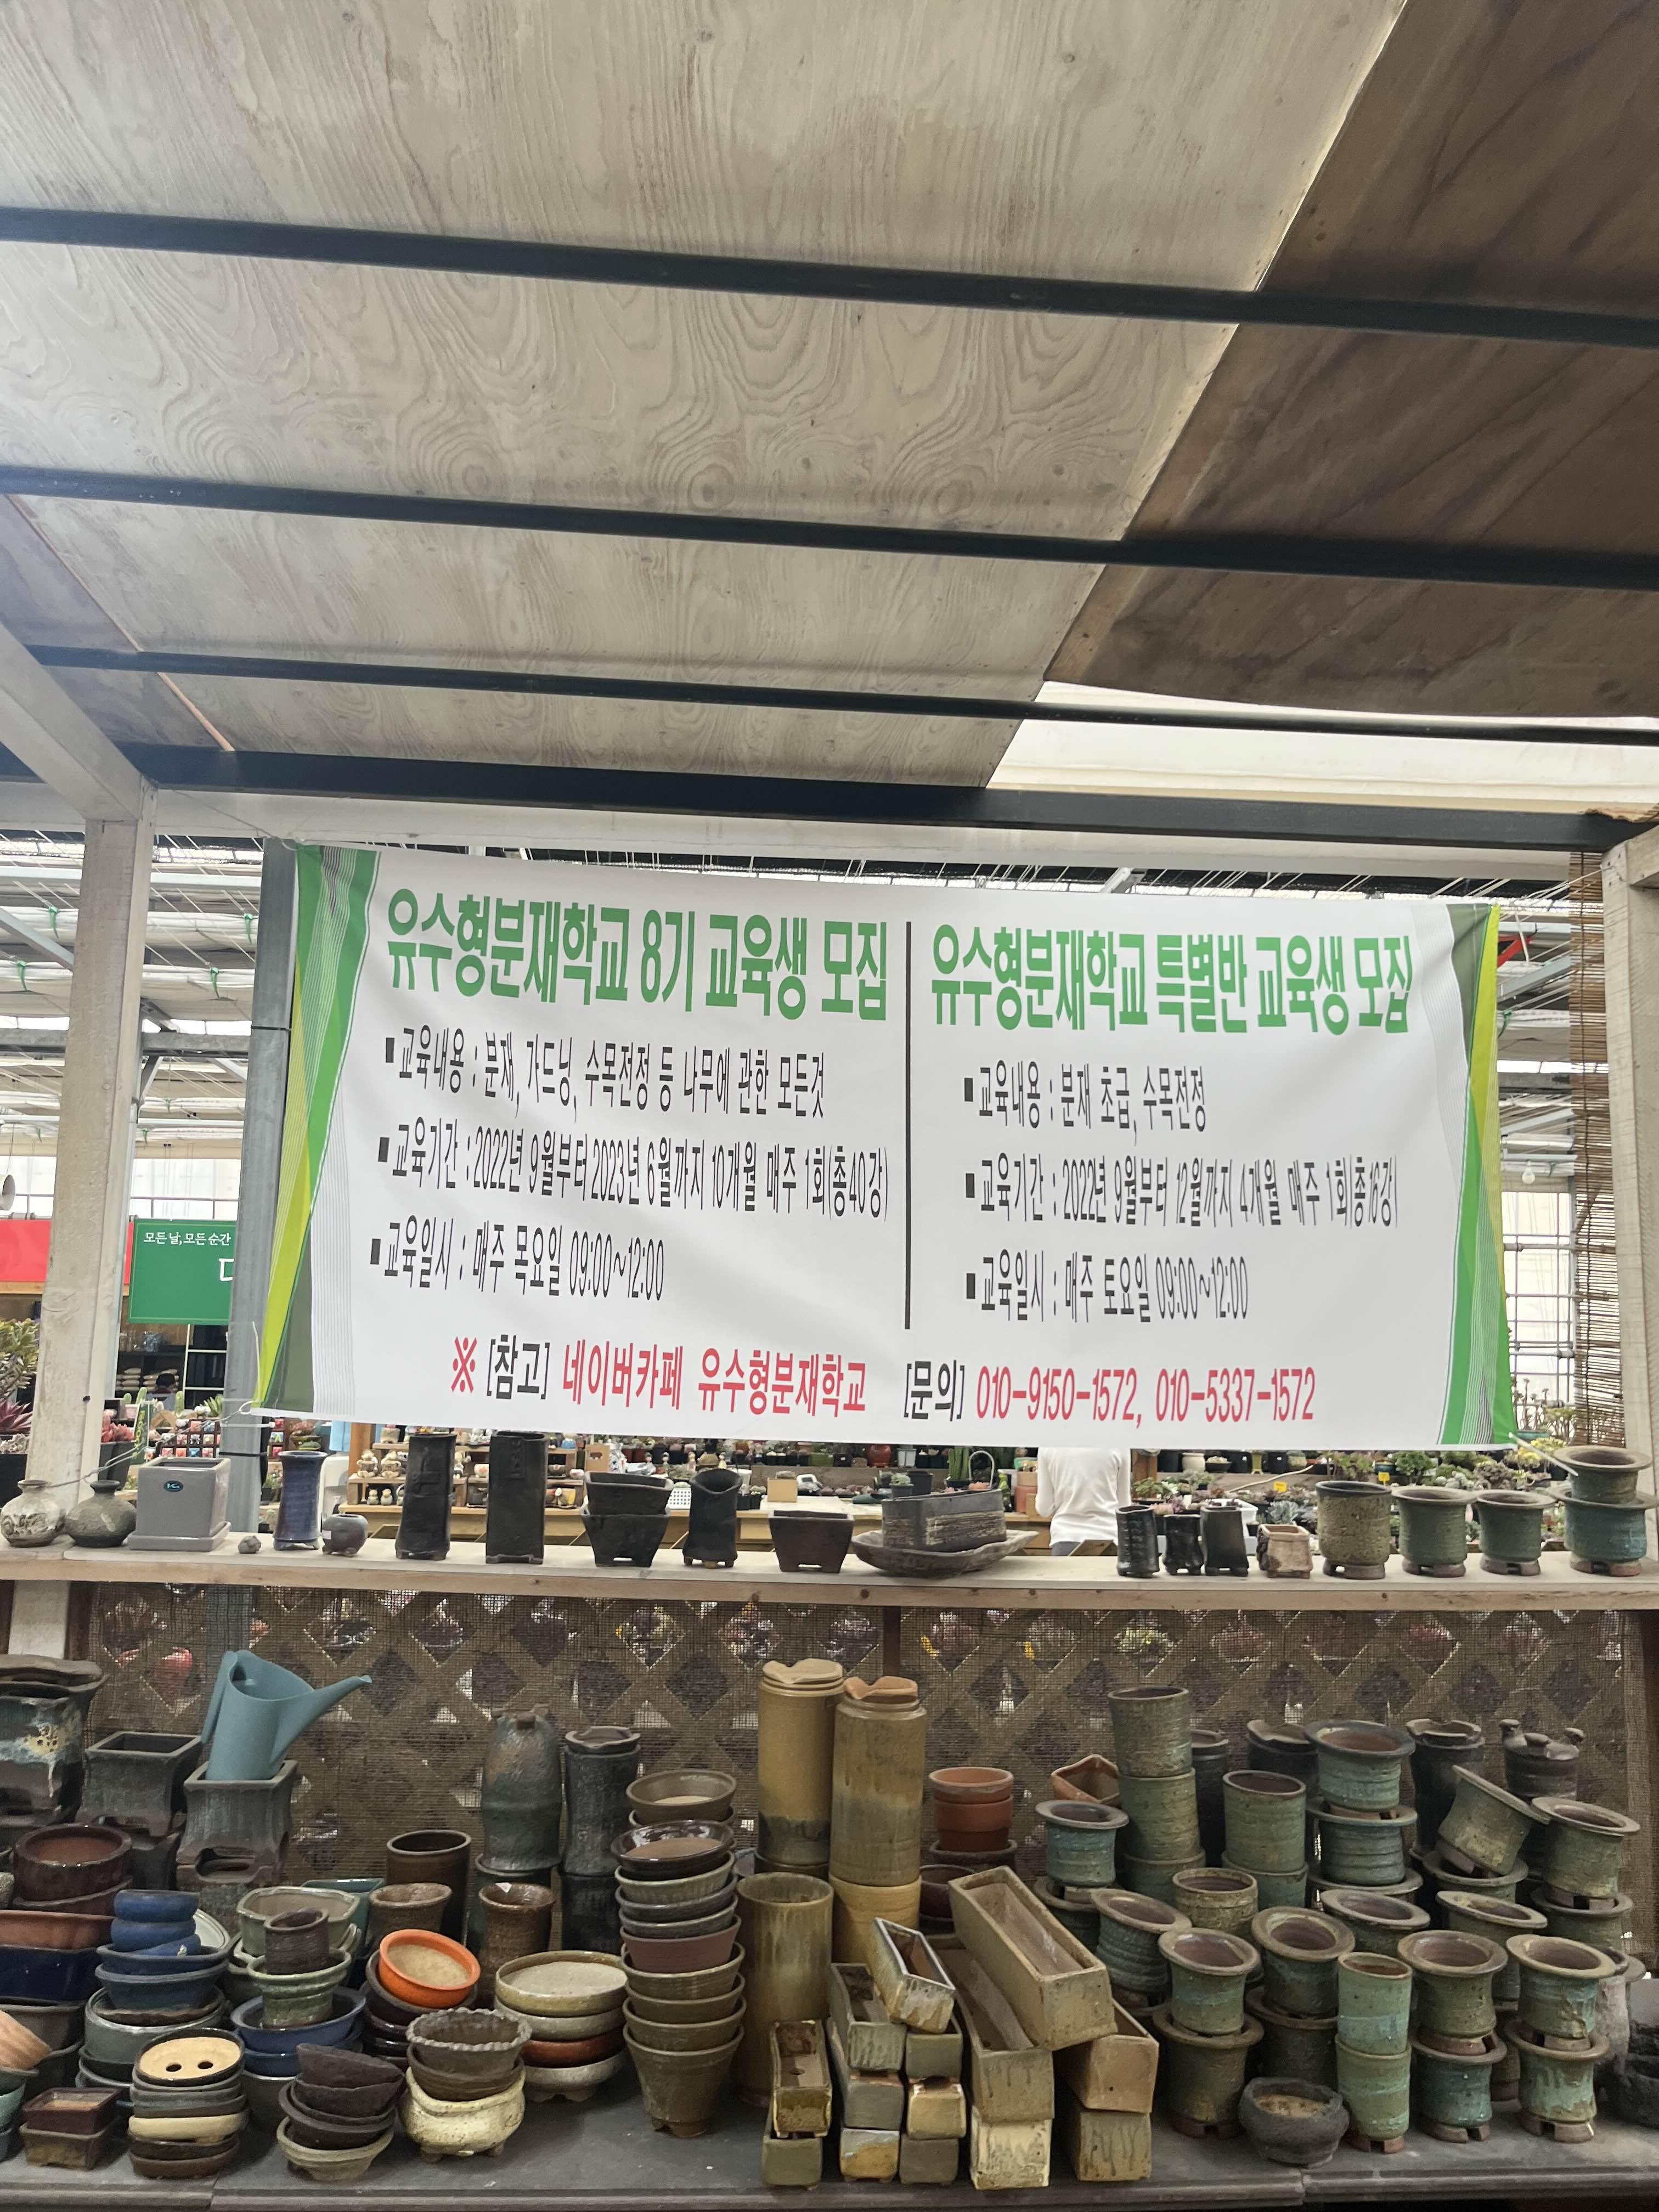 유수형분재학교 8기 교육생 모집
▪교육내용 : 분재, 가드닝, 수목전정 등 나무에 관한 모든것
▪교육기간 : 2022년 9월부터 2023년 6월까지 10개월 매주 1회(총40강)
▪교육일시 : 매주 목요일 09:00~12:00
유수형분재학교 특별반 교육생 모집
▪교육내용 : 분재 초급, 수목전정
▪교육기간 : 2022년 9월부터 12월까지 4개월 매주 1회(총16강)
▪교육일시 : 매주 토요일 09:00~12:00
※ [참고] 네이버카페 유수형분재학교 [문의] 010-9150-1572, 010-5337-1572
모든 날, 모든 순간